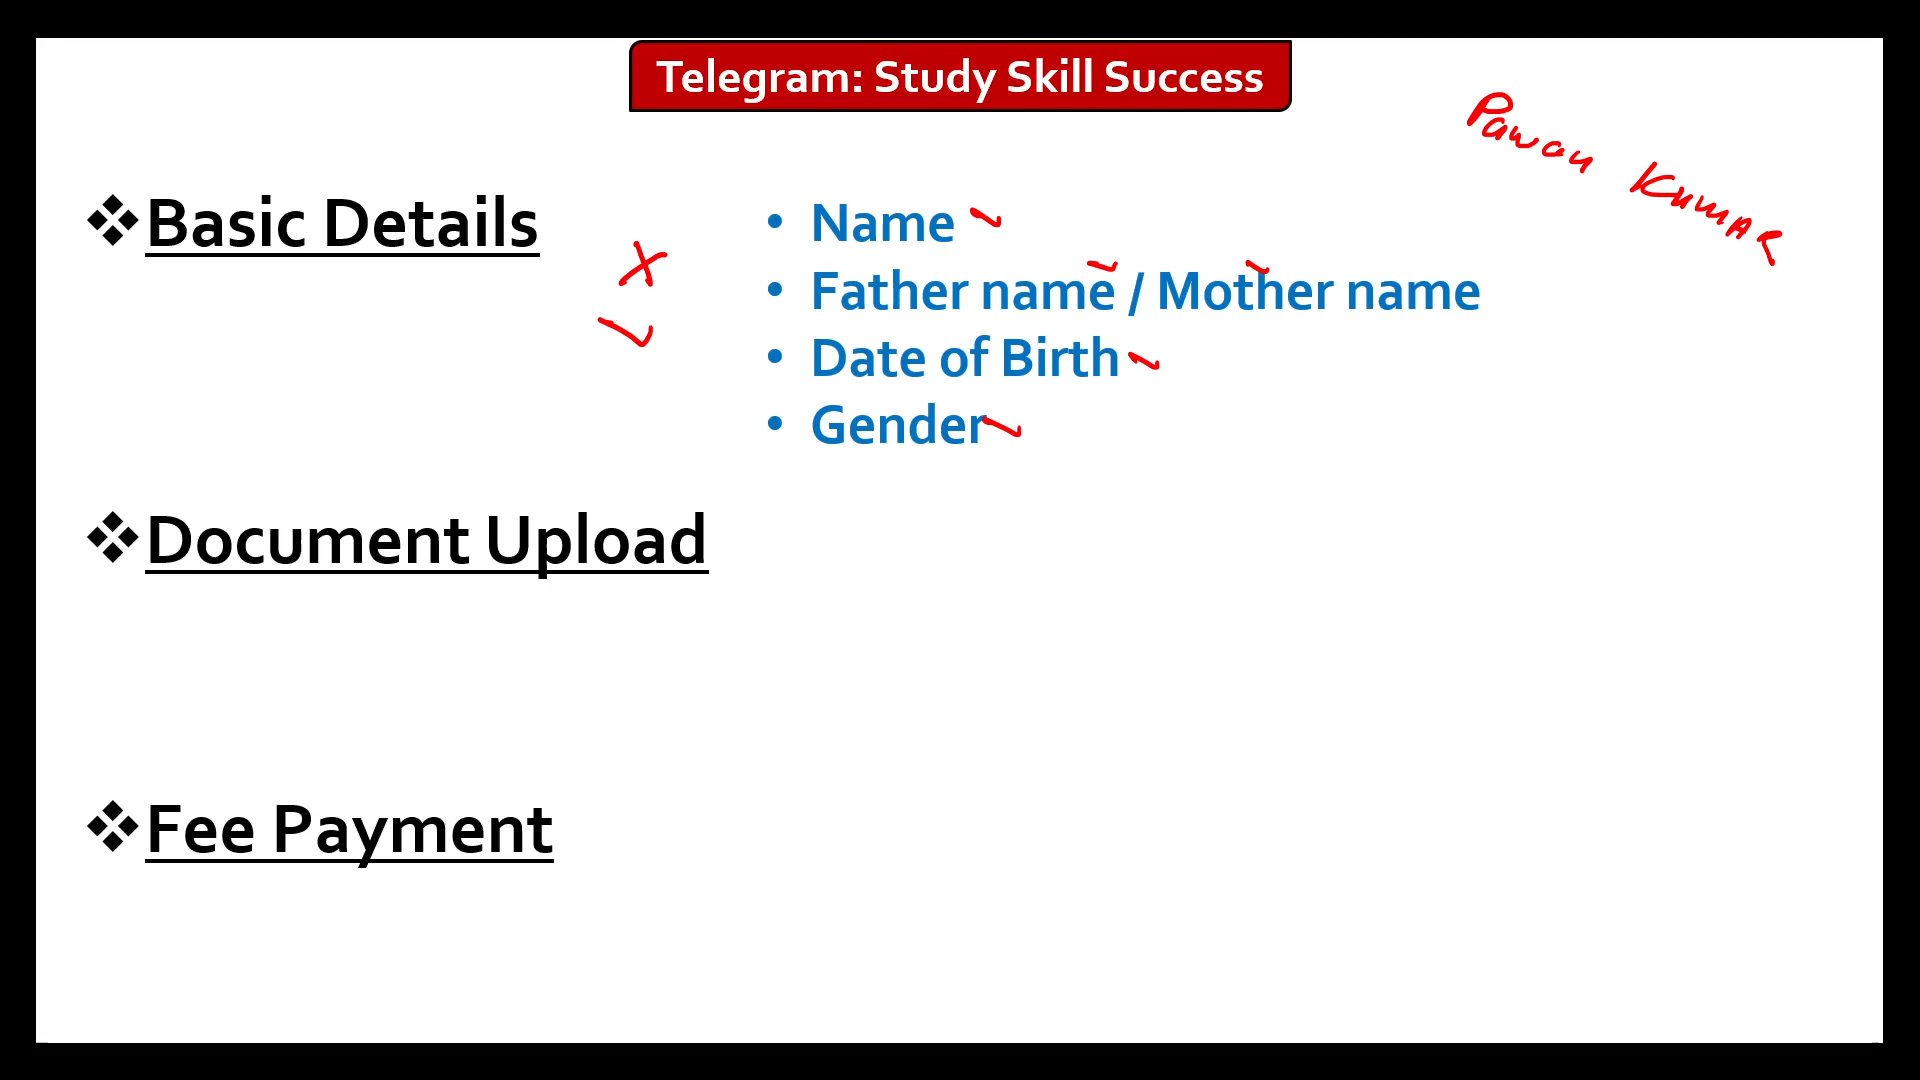 Telegram: Study Skill Success
Pawan Kumar
❖Basic Details
• Name
• Father name / Mother name
• Date of Birth
• Gender
❖Document Upload
❖Fee Payment